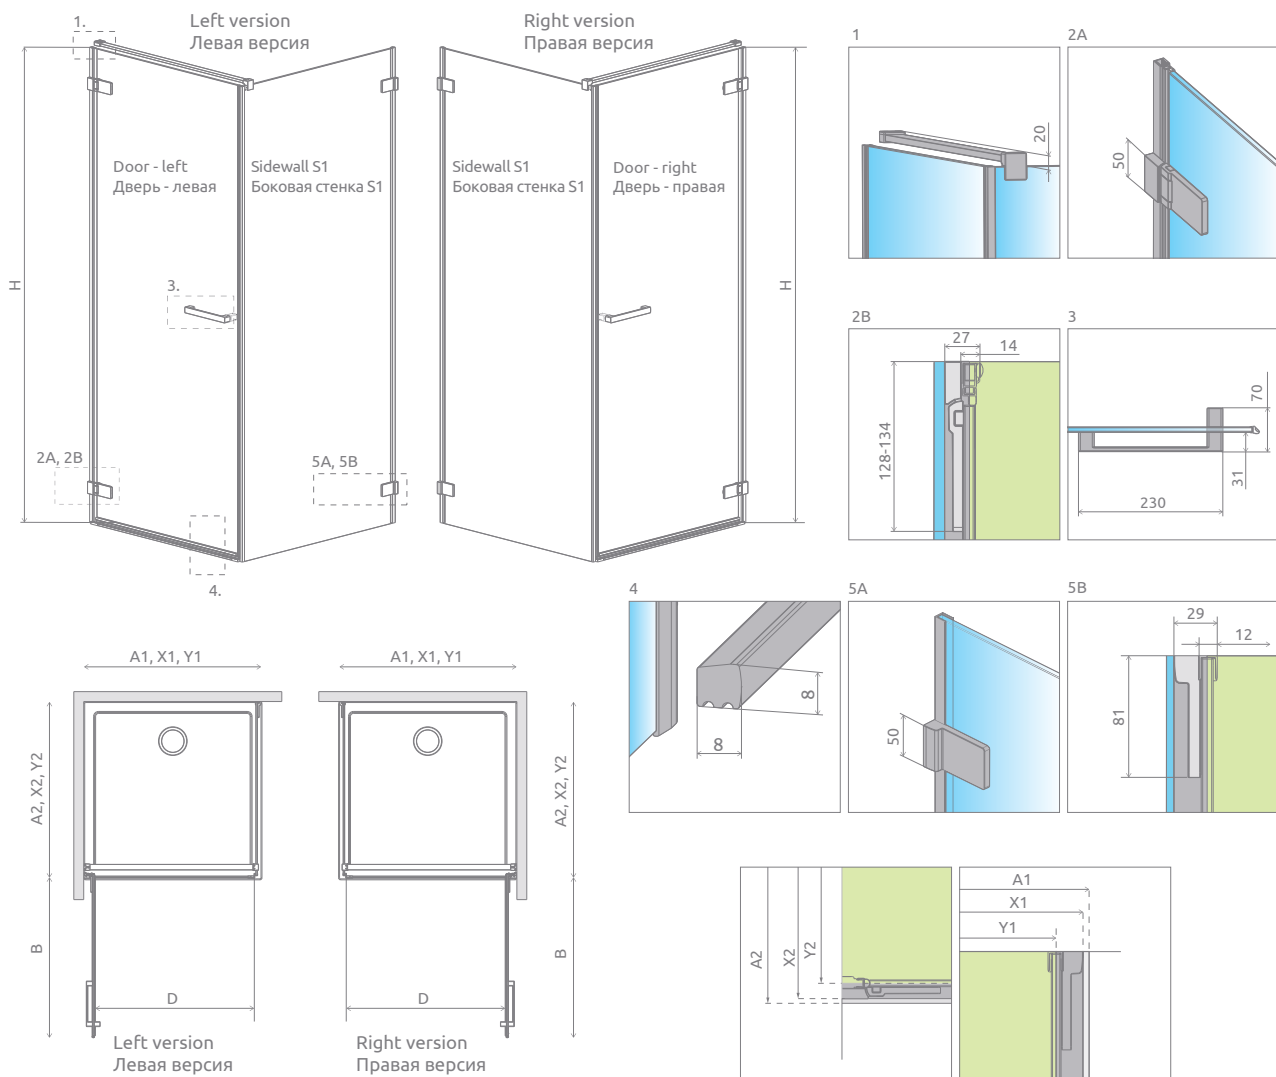 1.
Left version
Левая версия
Right version
Правая версия
H
Door - left
Дверь - левая
Sidewall S1
Боковая стенка S1
Sidewall S1
Боковая стенка S1
Door - right
Дверь - правая
H
3.
2A, 2B
5A, 5B
4.
1
20
2A
50
2B
27
14
128-134
3
70
31
230
4
8
8
5A
50
5B
29
12
81
A1, X1, Y1
A2, X2, Y2
B
D
Left version
Левая версия
A1, X1, Y1
A2, X2, Y2
B
D
Right version
Правая версия
A2
X2
Y2
A1
X1
Y1